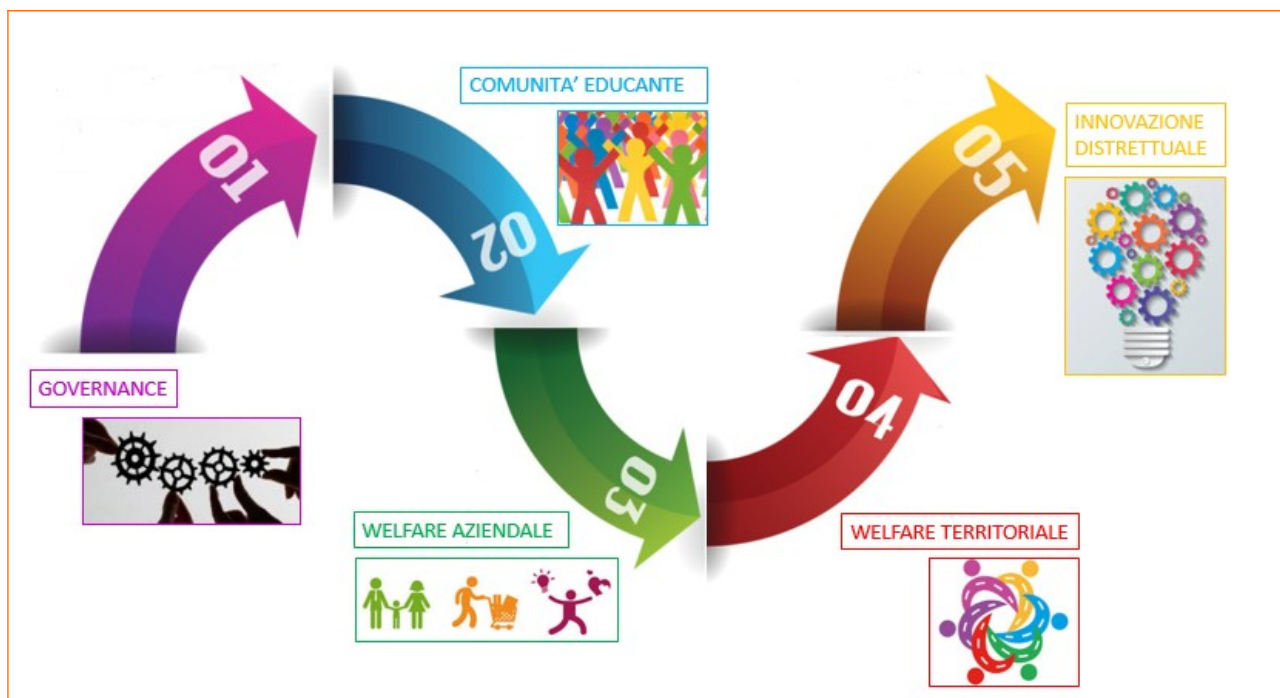 01
GOVERNANCE
02
COMUNITA’ EDUCANTE
03
WELFARE AZIENDALE
04
WELFARE TERRITORIALE
05
INNOVAZIONE
DISTRETTUALE